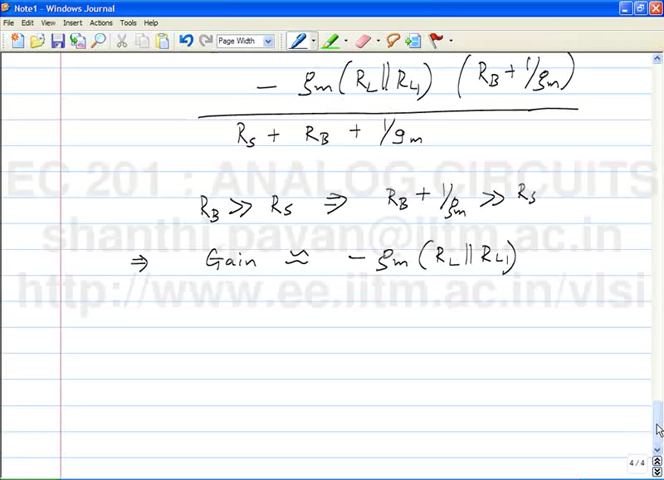 Note1 - Windows Journal
File Edit View Insert Actions Tools Help
Page Width
- gm (RL || RL1) (RB + 1/gm)
RS + RB + 1/gm
EC 201 : ANALOG CIRCUITS
RB >> RS ⇒ RB + 1/gm >> RS
shanthi.pavan@ee.iitm.ac.in
⇒ Gain ≈ - gm (RL || RL1)
http://www.ee.iitm.ac.in/vlsi
4 / 4